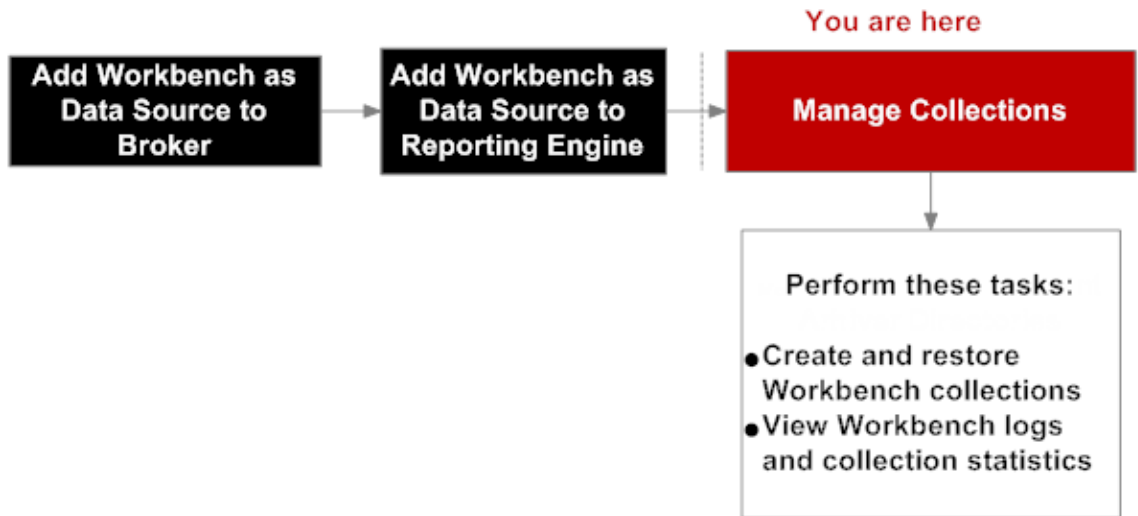 You are here
Add Workbench as
Data Source to
Broker
Add Workbench as
Data Source to
Reporting Engine
Manage Collections
Perform these tasks:
●Create and restore
Workbench collections
●View Workbench logs
and collection statistics